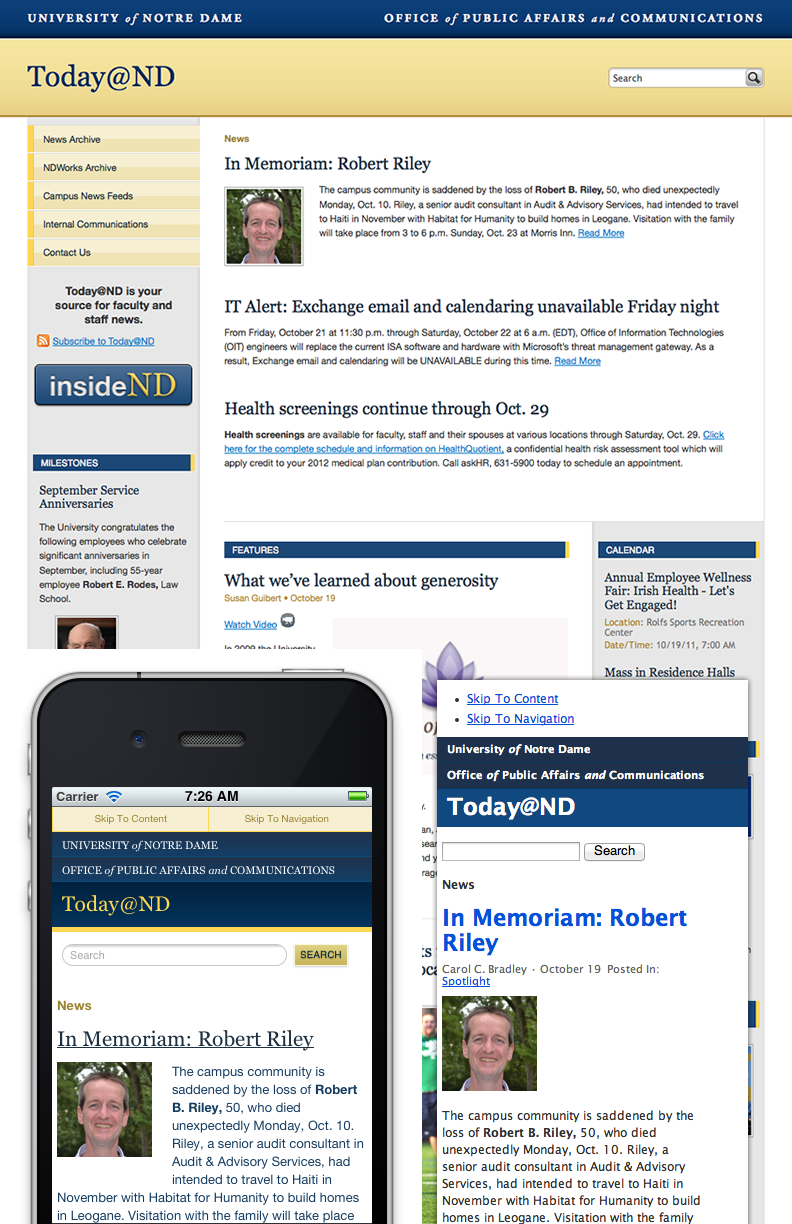 UNIVERSITY of NOTRE DAME
OFFICE of PUBLIC AFFAIRS and COMMUNICATIONS
Today@ND
Search
News Archive
NDWorks Archive
Campus News Feeds
Internal Communications
Contact Us
Today@ND is your
source for faculty and
staff news.
Subscribe to Today@ND
insideND
MILESTONES
September Service
Anniversaries
The University congratulates the
following employees who celebrate
significant anniversaries in
September, including 55-year
employee Robert E. Rodes, Law
School.
News
In Memoriam: Robert Riley
The campus community is saddened by the loss of Robert B. Riley, 50, who died unexpectedly
Monday, Oct. 10. Riley, a senior audit consultant in Audit & Advisory Services, had intended to travel
to Haiti in November with Habitat for Humanity to build homes in Leogane. Visitation with the family
will take place from 3 to 6 p.m. Sunday, Oct. 23 at Morris Inn. Read More
IT Alert: Exchange email and calendaring unavailable Friday night
From Friday, October 21 at 11:30 p.m. through Saturday, October 22 at 6 a.m. (EDT), Office of Information Technologies
(OIT) engineers will replace the current ISA software and hardware with Microsoft's threat management gateway. As a
result, Exchange email and calendaring will be UNAVAILABLE during this time. Read More
Health screenings continue through Oct. 29
Health screenings are available for faculty, staff and their spouses at various locations through Saturday, Oct. 29. Click
here for the complete schedule and information on HealthQuotient, a confidential health risk assessment tool which will
apply credit to your 2012 medical plan contribution. Call askHR, 631-5900 today to schedule an appointment.
FEATURES
What we've learned about generosity
Susan Guibert • October 19
Watch Video
In 2009 the University
CALENDAR
Annual Employee Wellness
Fair: Irish Health - Let's
Get Engaged!
Location: Rolfs Sports Recreation
Center
Date/Time: 10/19/11, 7:00 AM
Mass in Residence Halls
Carrier
7:26 AM
Skip To Content
Skip To Navigation
UNIVERSITY of NOTRE DAME
OFFICE of PUBLIC AFFAIRS and COMMUNICATIONS
Today@ND
Search
SEARCH
News
In Memoriam: Robert Riley
The campus community is
saddened by the loss of Robert
B. Riley, 50, who died
unexpectedly Monday, Oct. 10.
Riley, a senior audit consultant in
Audit & Advisory Services, had
intended to travel to Haiti in
November with Habitat for Humanity to build homes
in Leogane. Visitation with the family will take place
Skip To Content
Skip To Navigation
University of Notre Dame
Office of Public Affairs and Communications
Today@ND
Search
News
In Memoriam: Robert
Riley
Carol C. Bradley · October 19 Posted In:
Spotlight
The campus community is saddened by the
loss of Robert B. Riley, 50, who died
unexpectedly Monday, Oct. 10. Riley, a
senior audit consultant in Audit & Advisory
Services, had intended to travel to Haiti in
November with Habitat for Humanity to build
homes in Leogane. Visitation with the family